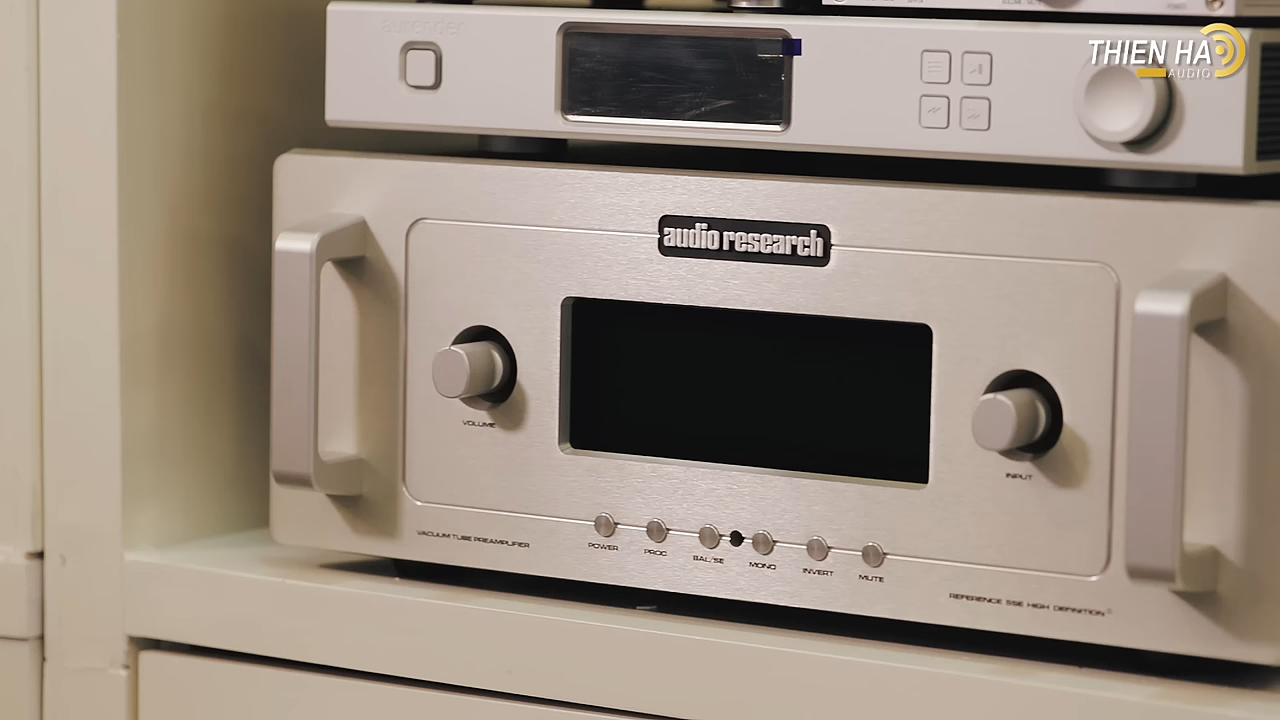 aurender
THIEN HA
AUDIO
audio research
VOLUME
INPUT
POWER
PROC
BAL/SE
MONO
INVERT
MUTE
VACUUM TUBE PREAMPLIFIER
REFERENCE 5SE HIGH DEFINITION